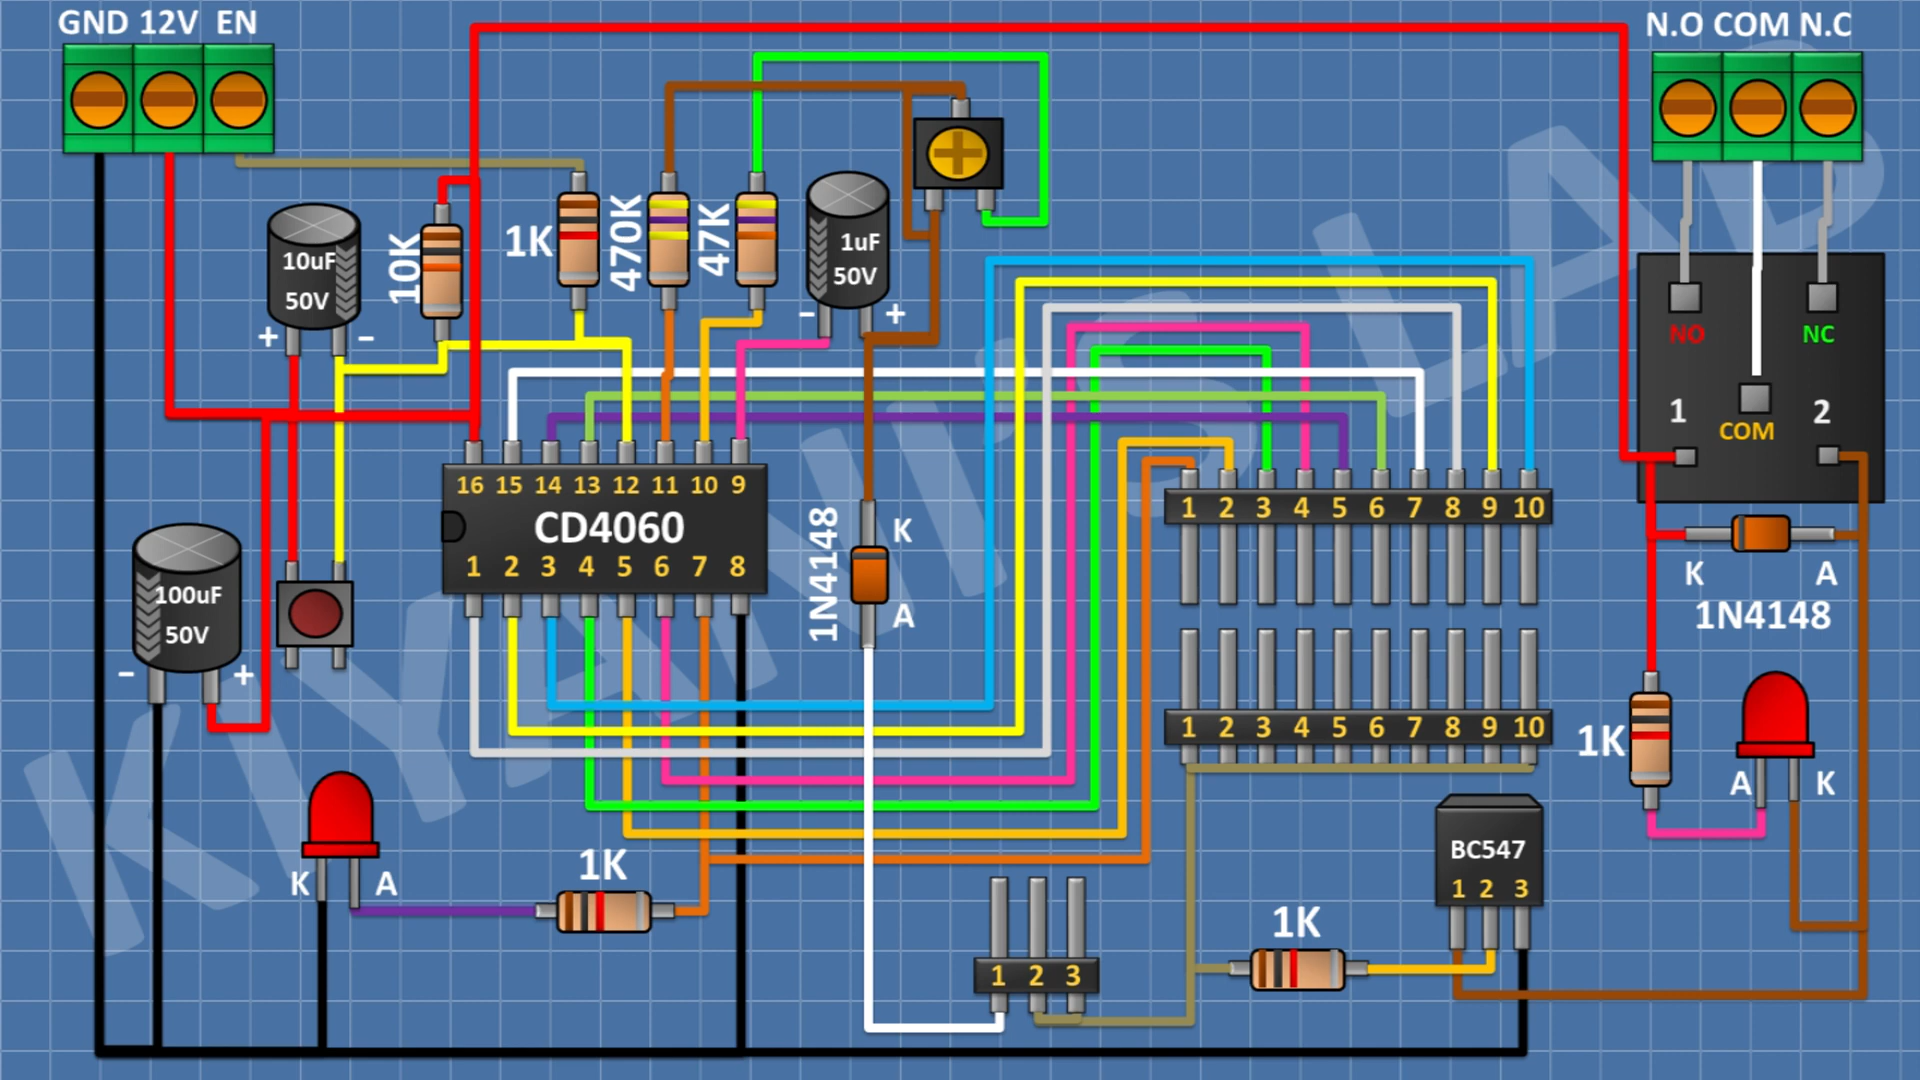 GND 12V EN
N.O COM N.C
10uF
50V
+ -
10K
1K
470K
47K
1uF
50V
- +
NO
NC
1
2
COM
16 15 14 13 12 11 10 9
CD4060
1 2 3 4 5 6 7 8
1N4148
K
A
1 2 3 4 5 6 7 8 9 10
K
A
1N4148
100uF
50V
- +
1 2 3 4 5 6 7 8 9 10
1K
A K
K A
1K
BC547
1 2 3
1K
1 2 3
KIYANI'S LAB